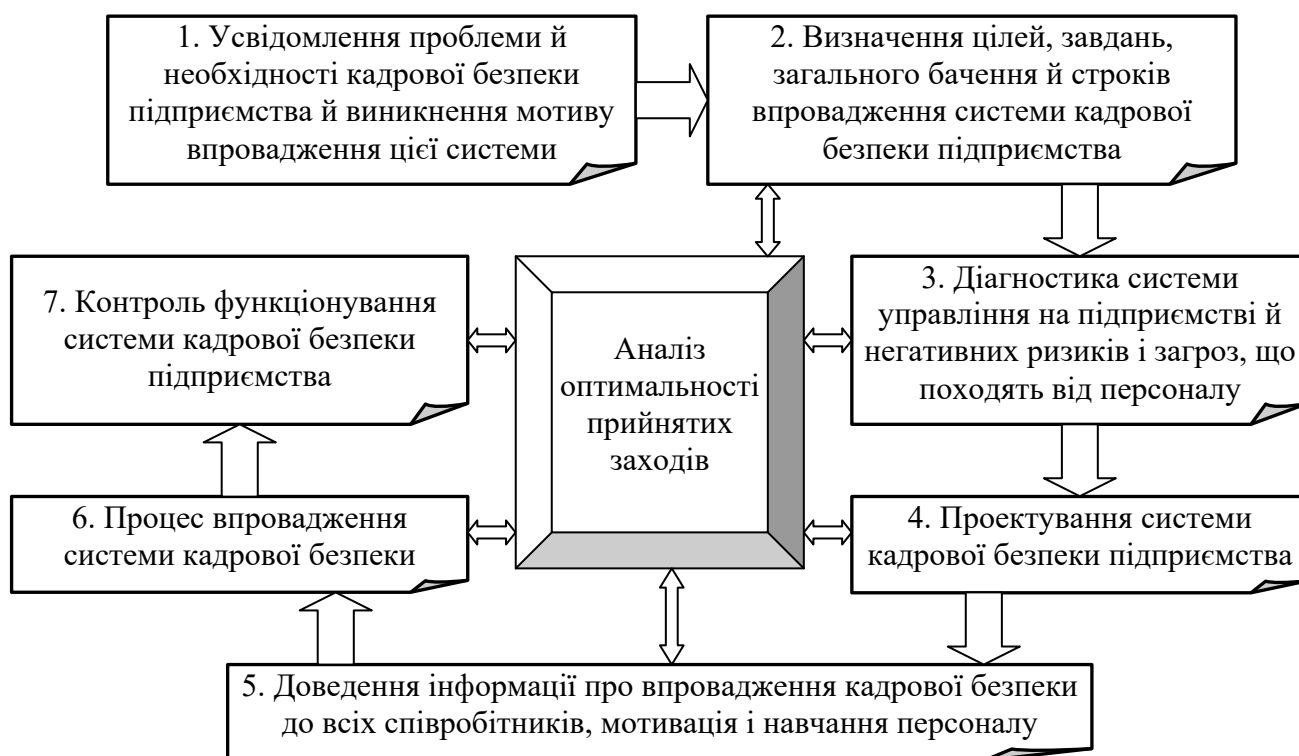 1. Усвідомлення проблеми й
необхідності кадрової безпеки
підприємства й виникнення мотиву
впровадження цієї системи
2. Визначення цілей, завдань,
загального бачення й строків
впровадження системи кадрової
безпеки підприємства
3. Діагностика системи
управління на підприємстві й
негативних ризиків і загроз, що
походять від персоналу
4. Проектування системи
кадрової безпеки підприємства
5. Доведення інформації про впровадження кадрової безпеки
до всіх співробітників, мотивація і навчання персоналу
6. Процес впровадження
системи кадрової безпеки
7. Контроль функціонування
системи кадрової безпеки
підприємства
Аналіз
оптимальності
прийнятих
заходів